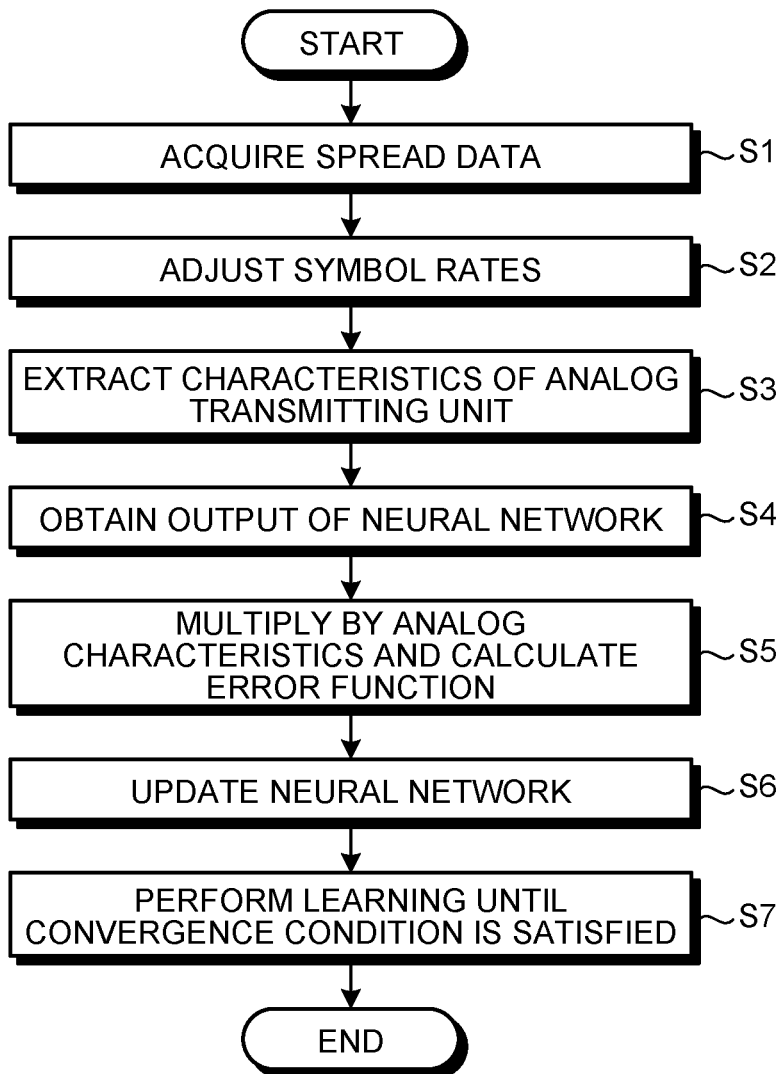 START
ACQUIRE SPREAD DATA
S1
ADJUST SYMBOL RATES
S2
EXTRACT CHARACTERISTICS OF ANALOG
TRANSMITTING UNIT
S3
OBTAIN OUTPUT OF NEURAL NETWORK
S4
MULTIPLY BY ANALOG
CHARACTERISTICS AND CALCULATE
ERROR FUNCTION
S5
UPDATE NEURAL NETWORK
S6
PERFORM LEARNING UNTIL
CONVERGENCE CONDITION IS SATISFIED
S7
END